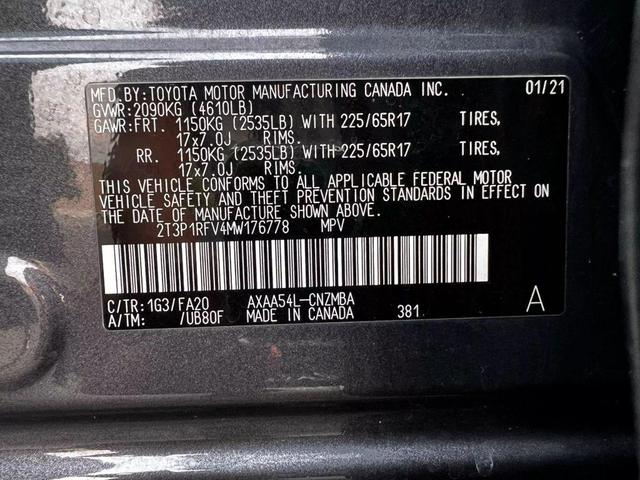 MFD.BY:TOYOTA MOTOR MANUFACTURING CANADA INC. 01/21
GVWR:2090KG (4610LB)
GAWR:FRT. 1150KG (2535LB) WITH 225/65R17 TIRES,
17x7.0J RIMS.
RR. 1150KG (2535LB) WITH 225/65R17 TIRES,
17x7.0J RIMS.
THIS VEHICLE CONFORMS TO ALL APPLICABLE FEDERAL MOTOR
VEHICLE SAFETY AND THEFT PREVENTION STANDARDS IN EFFECT ON
THE DATE OF MANUFACTURE SHOWN ABOVE.
2T3P1RFV4MW176778 MPV
C/TR:1G3/FA20 AXAA54L-CNZMBA A
A/TM: /UB80F MADE IN CANADA 381